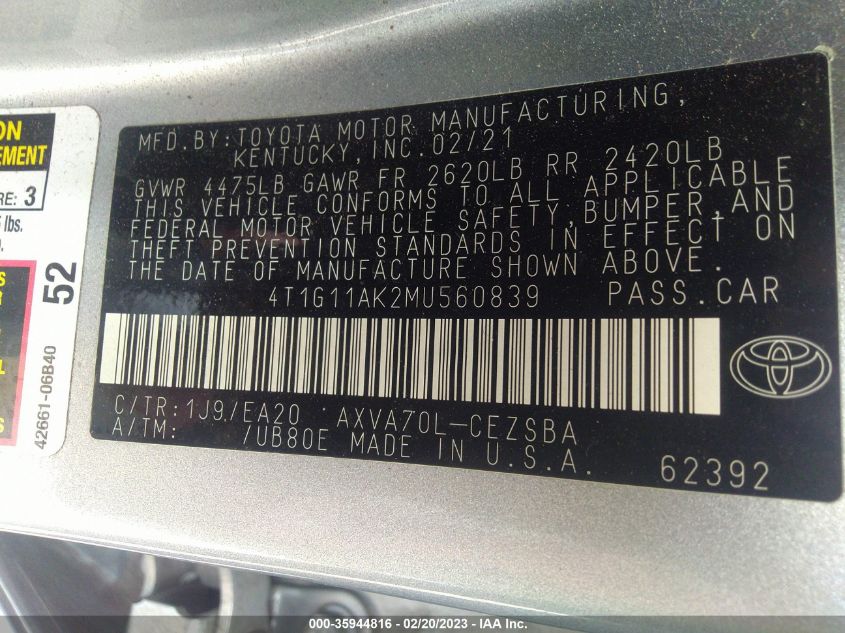 ON
EMENT
RE: 3
lbs.
52
42661-06B40
MFD.BY:TOYOTA MOTOR MANUFACTURING,
KENTUCKY,INC.02/21
GVWR 4475LB GAWR FR 2620LB RR 2420LB
THIS VEHICLE CONFORMS TO ALL APPLICABLE
FEDERAL MOTOR VEHICLE SAFETY,BUMPER,AND
THEFT PREVENTION STANDARDS IN EFFECT ON
THE DATE OF MANUFACTURE SHOWN ABOVE.
4T1G11AK2MU560839 PASS.CAR
C/TR:1J9/EA20 AXVA70L-CEZSBA
A/TM: /UB80E MADE IN U.S.A.
62392
000-35944816 - 02/20/2023 - IAA Inc.